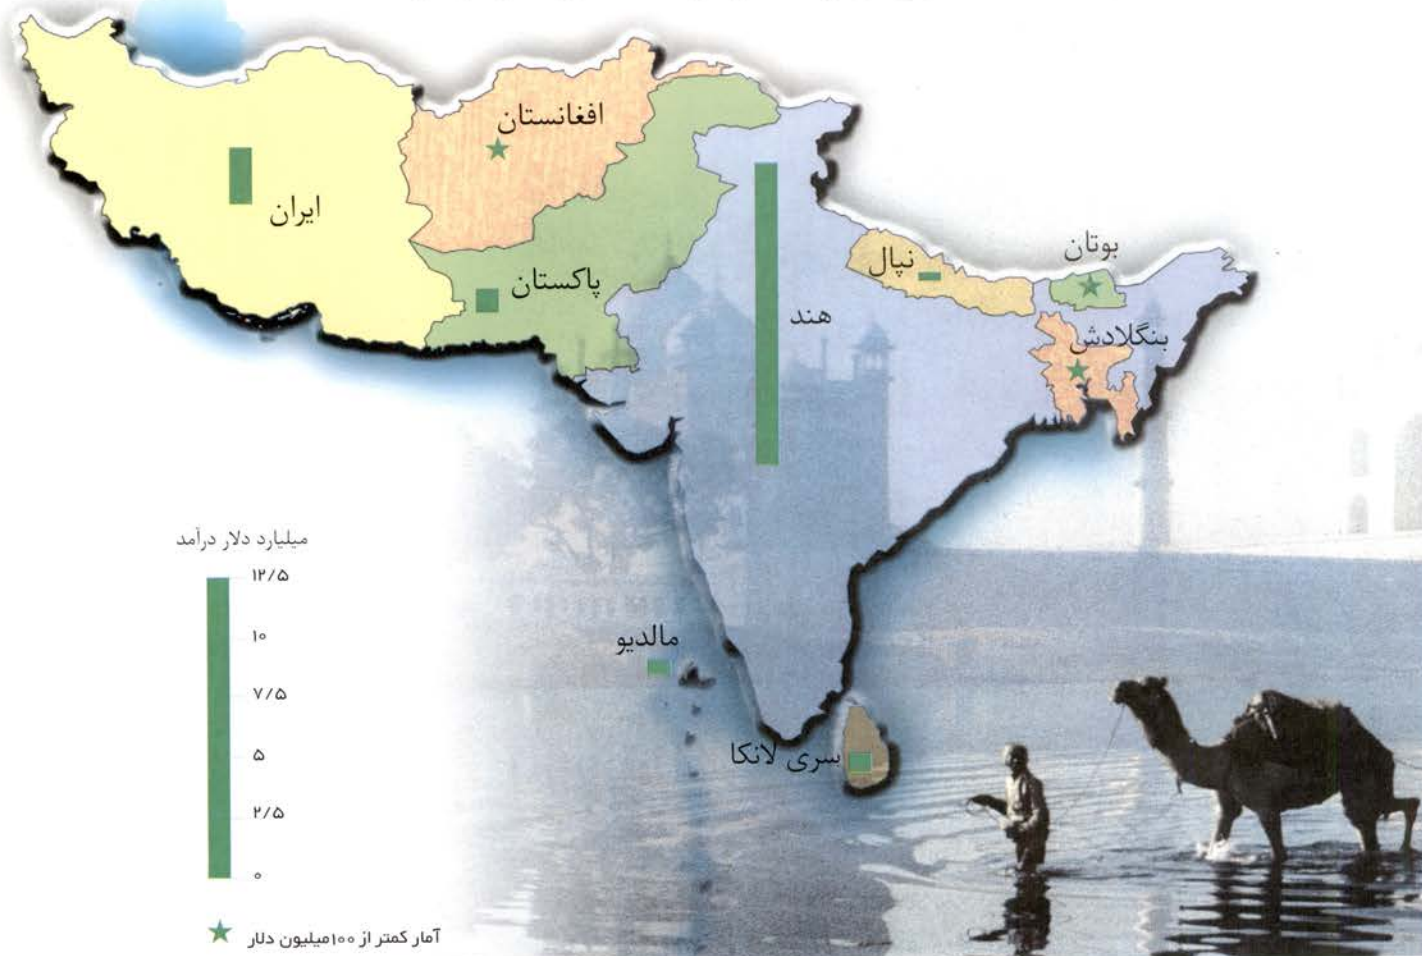 افغانستان
ایران
پاکستان
هند
نپال
بوتان
بنگلادش
مالدیو
سری لانکا
میلیارد دلار درآمد
۱۲/۵
۱۰
۷/۵
۵
۲/۵
۰
آمار کمتر از ۱۰۰میلیون دلار